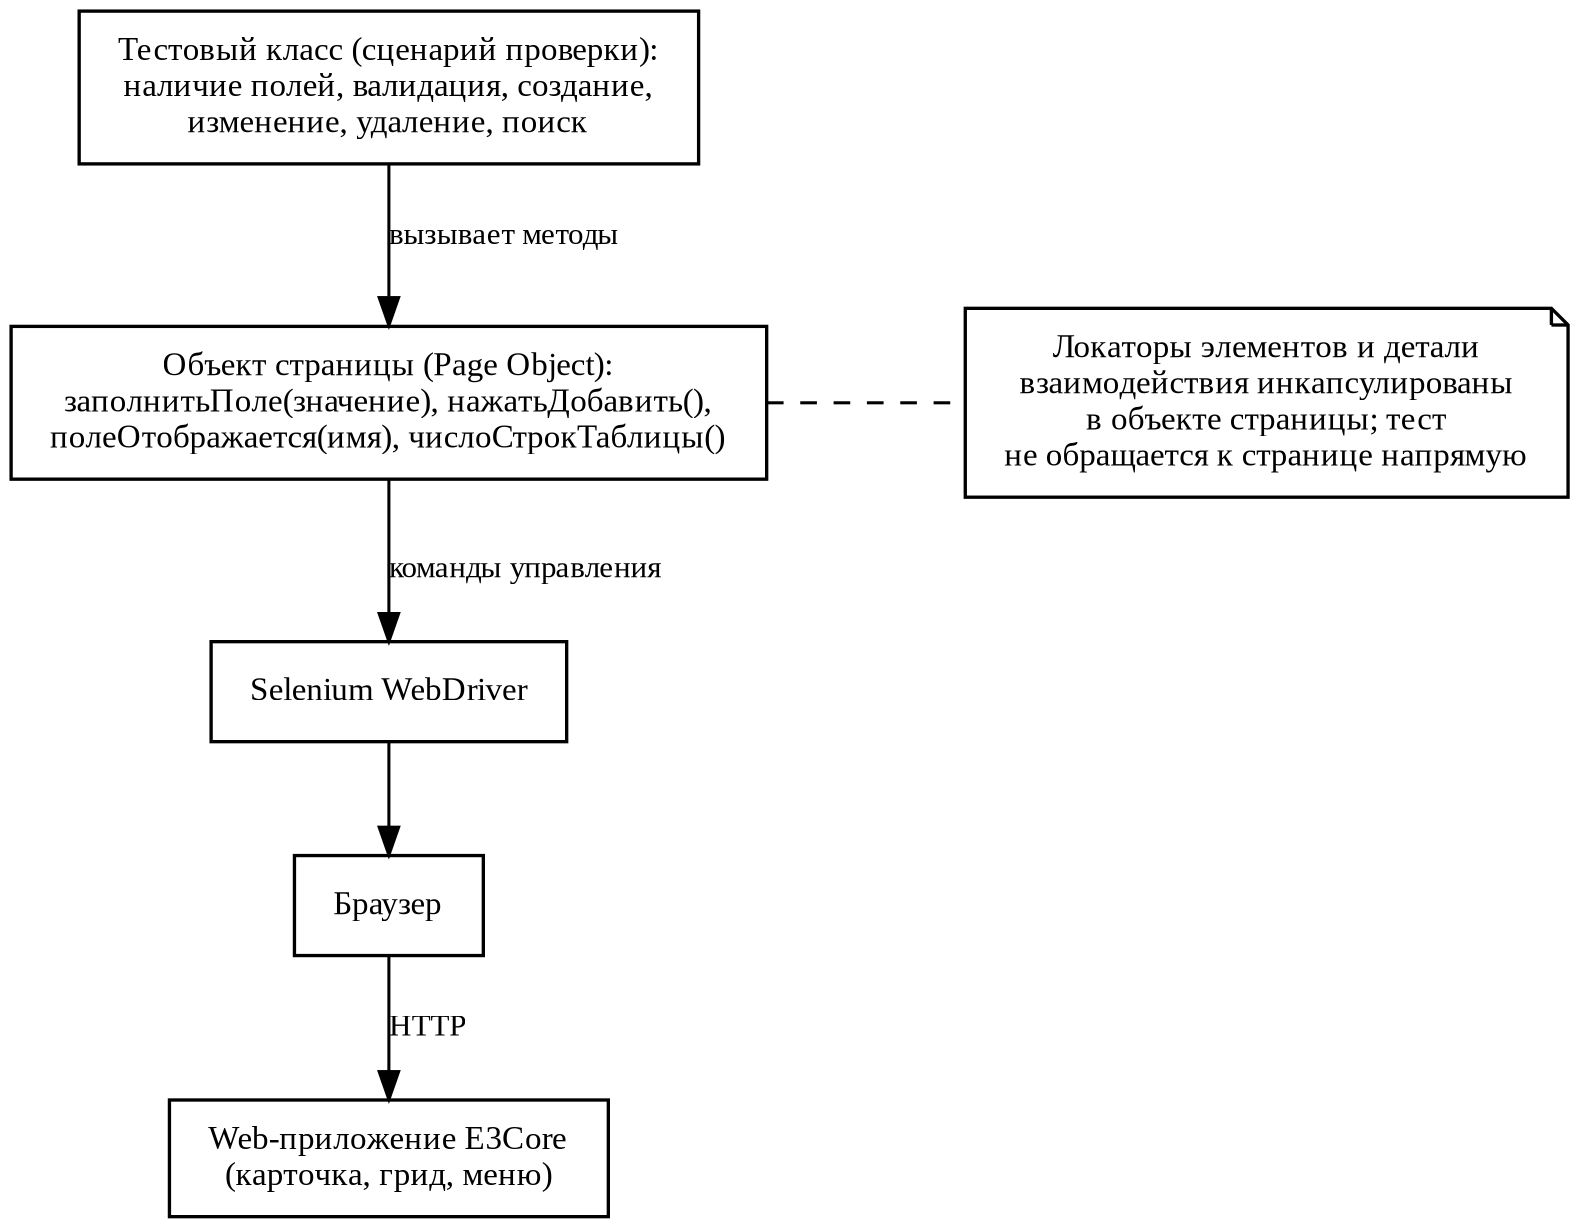 Тестовый класс (сценарий проверки):
наличие полей, валидация, создание,
изменение, удаление, поиск
вызывает методы
Объект страницы (Page Object):
заполнитьПоле(значение), нажатьДобавить(),
полеОтображается(имя), числоСтрокТаблицы()
Локаторы элементов и детали
взаимодействия инкапсулированы
в объекте страницы; тест
не обращается к странице напрямую
команды управления
Selenium WebDriver
Браузер
HTTP
Web-приложение E3Core
(карточка, грид, меню)